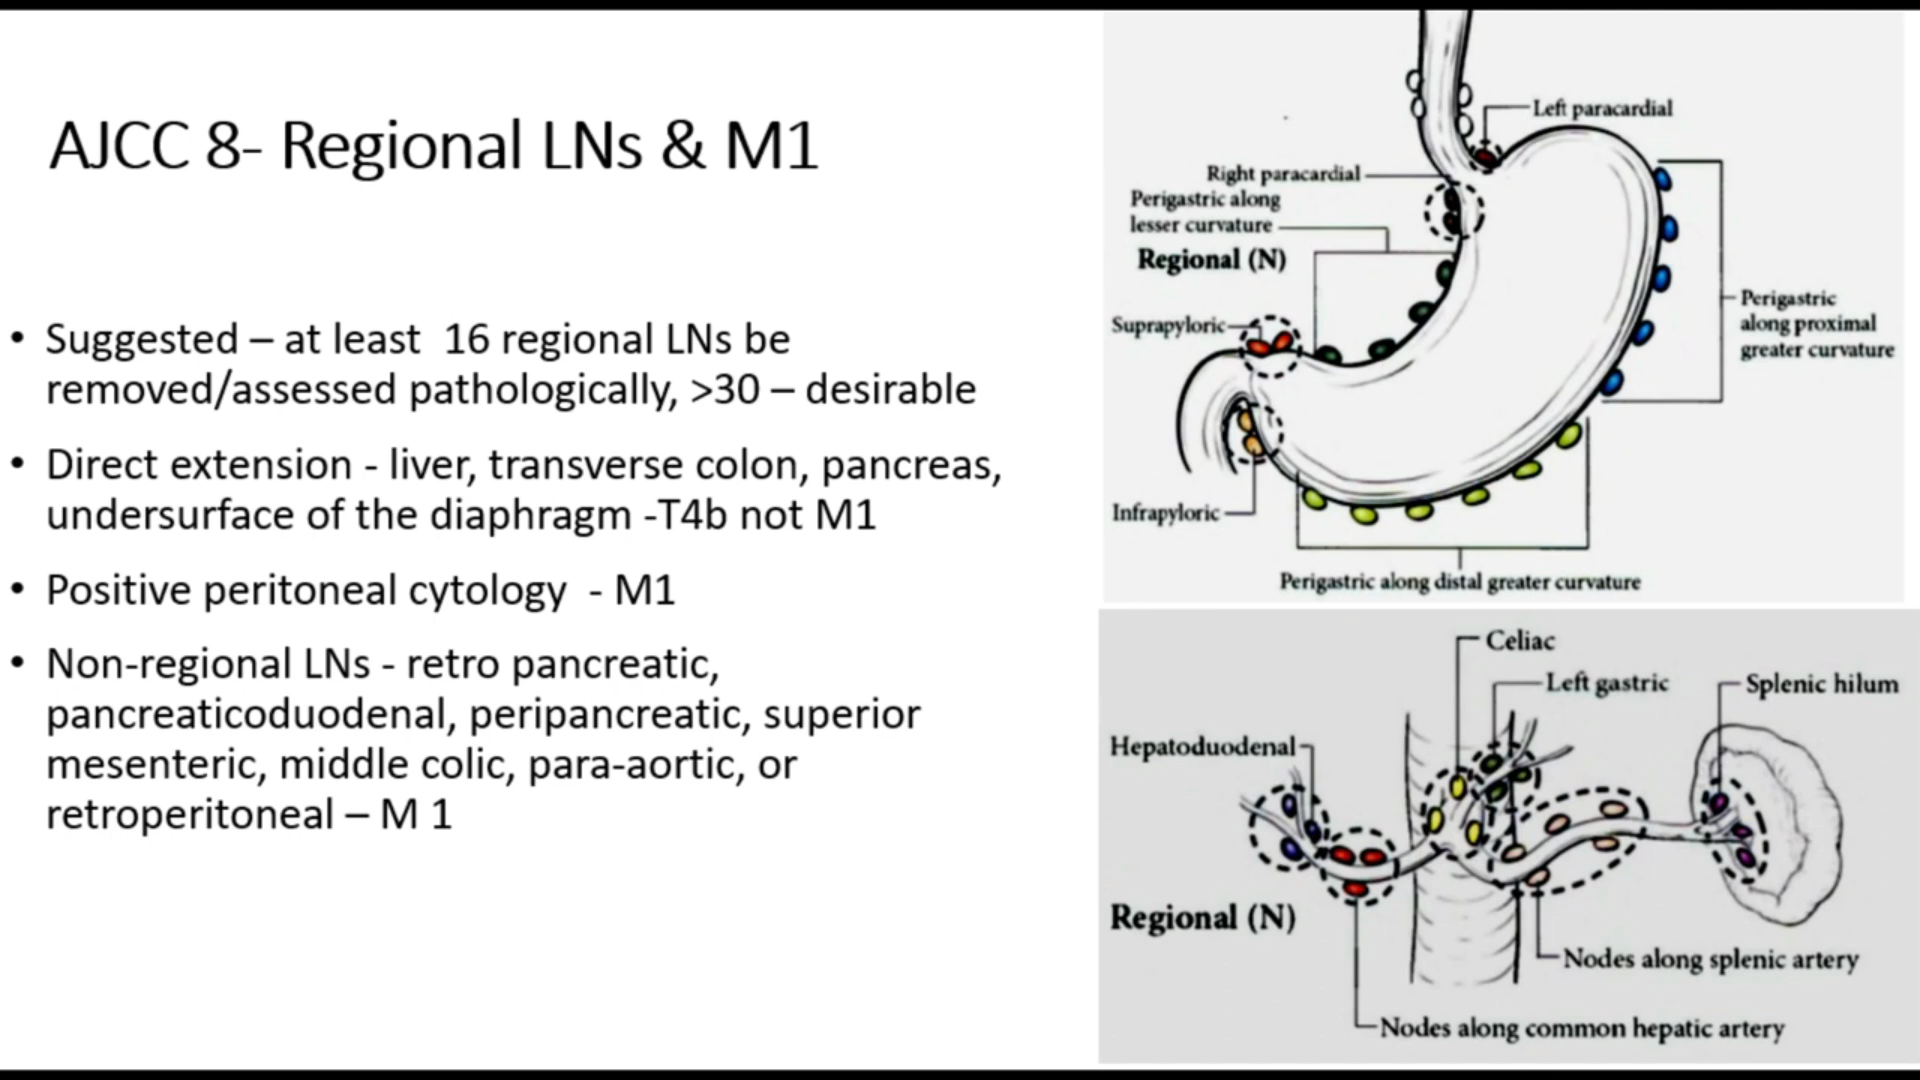 AJCC 8- Regional LNs & M1
• Suggested – at least 16 regional LNs be
removed/assessed pathologically, >30 – desirable
• Direct extension - liver, transverse colon, pancreas,
undersurface of the diaphragm -T4b not M1
• Positive peritoneal cytology - M1
• Non-regional LNs - retro pancreatic,
pancreaticoduodenal, peripancreatic, superior
mesenteric, middle colic, para-aortic, or
retroperitoneal – M 1
Left paracardial
Right paracardial
Perigastric along
lesser curvature
Regional (N)
Suprapyloric
Perigastric
along proximal
greater curvature
Infrapyloric
Perigastric along distal greater curvature
Celiac
Left gastric
Splenic hilum
Hepatoduodenal
Regional (N)
Nodes along splenic artery
Nodes along common hepatic artery